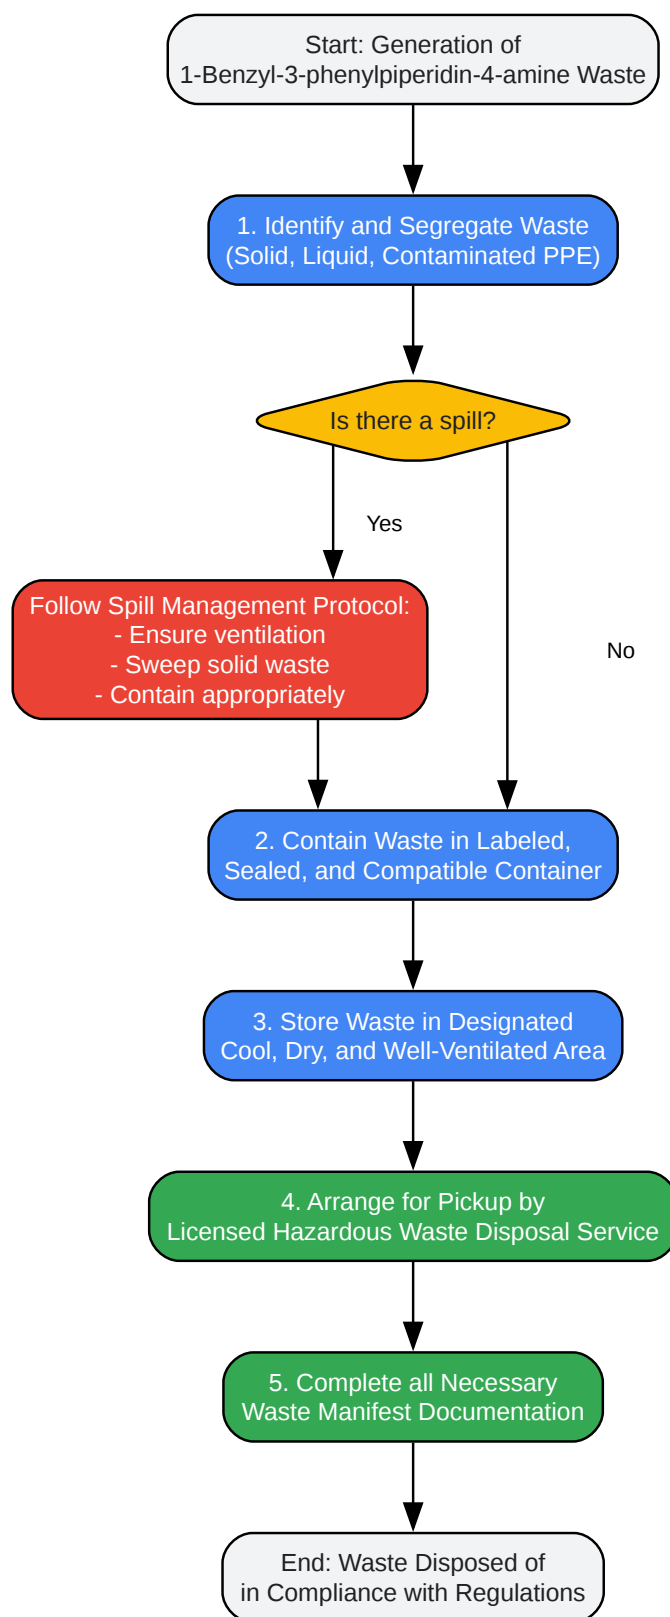 Start: Generation of
1-Benzyl-3-phenylpiperidin-4-amine Waste
1. Identify and Segregate Waste
(Solid, Liquid, Contaminated PPE)
Is there a spill?
Yes
Follow Spill Management Protocol:
- Ensure ventilation
- Sweep solid waste
- Contain appropriately
No
2. Contain Waste in Labeled,
Sealed, and Compatible Container
3. Store Waste in Designated
Cool, Dry, and Well-Ventilated Area
4. Arrange for Pickup by
Licensed Hazardous Waste Disposal Service
5. Complete all Necessary
Waste Manifest Documentation
End: Waste Disposed of
in Compliance with Regulations